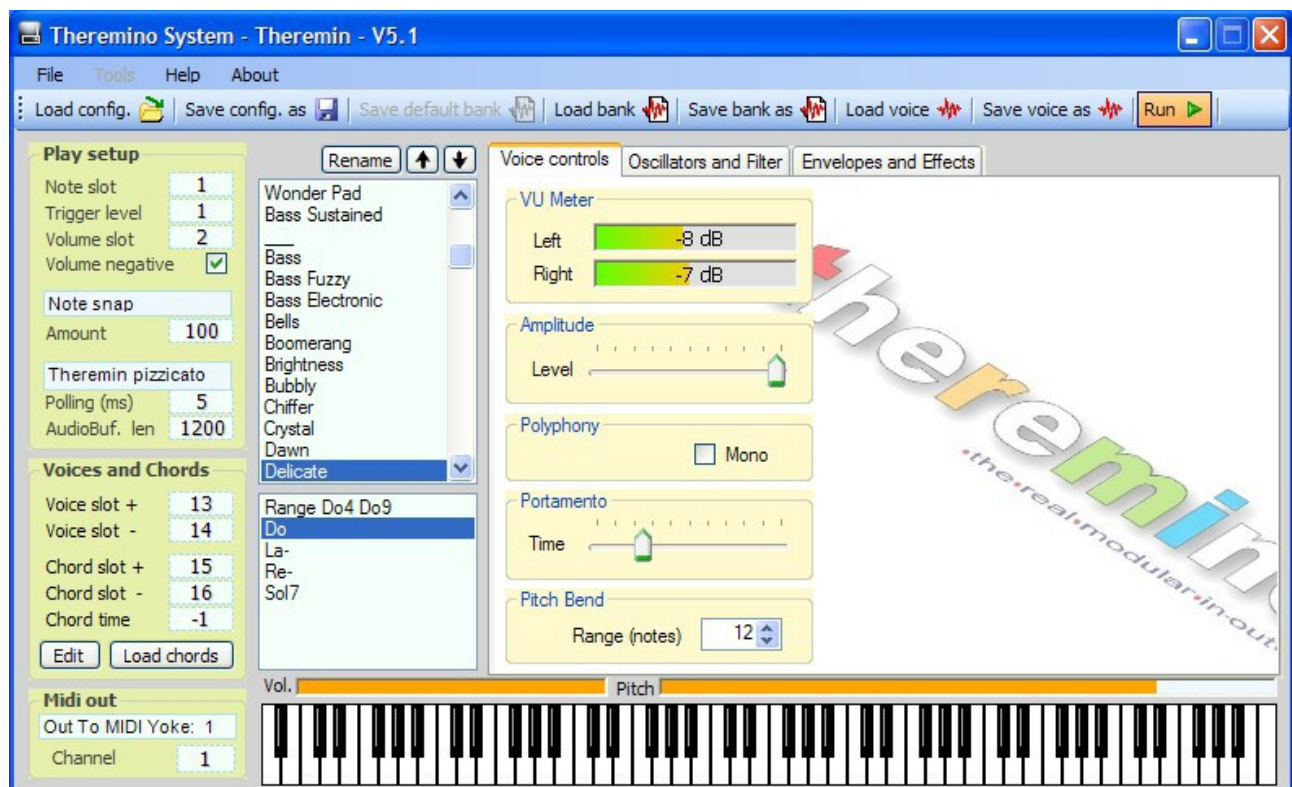 Theremino System - Theremin - V5.1
File Tools Help About
Load config. Save config. as Save default bank Load bank Save bank as Load voice Save voice as Run
Play setup
Note slot 1
Trigger level 1
Volume slot 2
Volume negative
Note snap
Amount 100
Theremin pizzicato
Polling (ms) 5
AudioBuf. len 1200
Voices and Chords
Voice slot + 13
Voice slot - 14
Chord slot + 15
Chord slot - 16
Chord time -1
Edit Load chords
Midi out
Out To MIDI Yoke: 1
Channel 1
Rename
Wonder Pad
Bass Sustained
___
Bass
Bass Fuzzy
Bass Electronic
Bells
Boomerang
Brightness
Bubbly
Chiffer
Crystal
Dawn
Delicate
Range Do4 Do9
Do
La-
Re-
Sol7
Voice controls Oscillators and Filter Envelopes and Effects
VU Meter
Left -8 dB
Right -7 dB
Amplitude
Level
Polyphony
Mono
Portamento
Time
Pitch Bend
Range (notes) 12
theremin
•the•real•modular•in•out•
Vol. Pitch